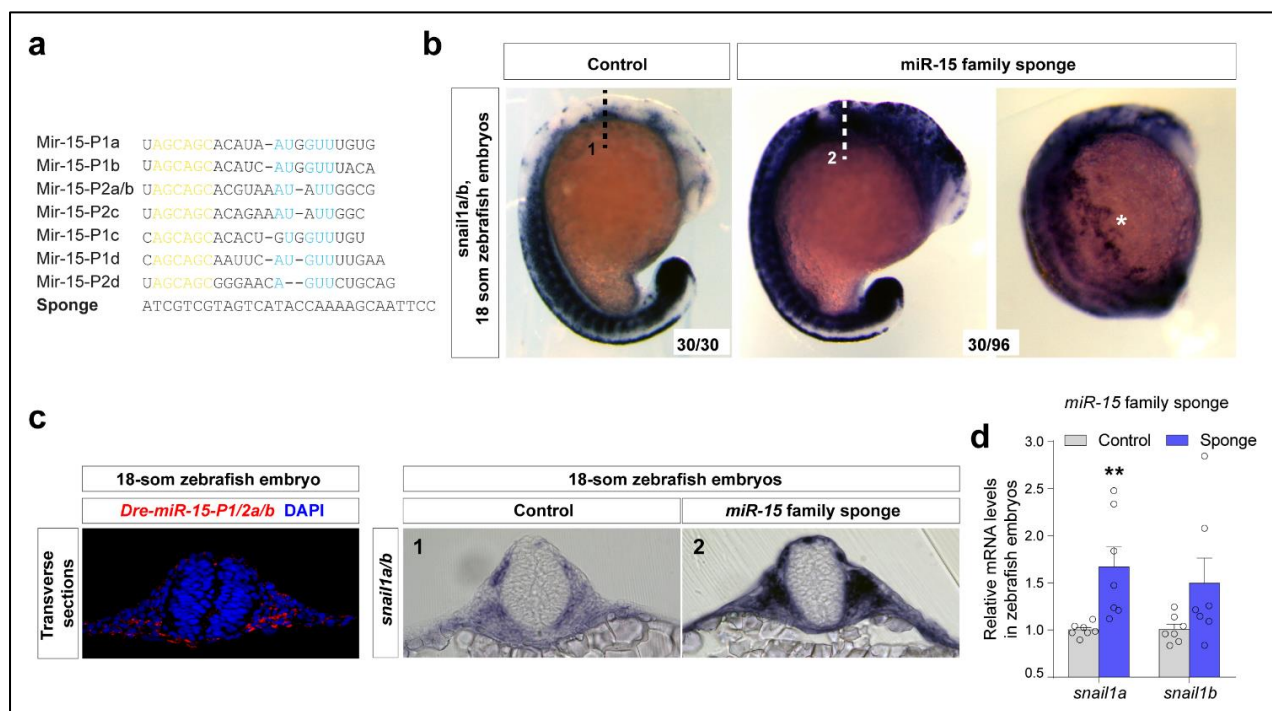 a
Mir-15-P1a UAGCAGCACAUA-AUGGUUUGUG
Mir-15-P1b UAGCAGCACAUC-AUGGUUUACA
Mir-15-P2a/b UAGCAGCACGUAAAU-AUUGGCG
Mir-15-P2c UAGCAGCACAGAAAU-AUUGGC
Mir-15-P1c CAGCAGCACACU-GUGGUUUGU
Mir-15-P1d CAGCAGCAAUUC-AU-GUUUUGAA
Mir-15-P2d UAGCAGCGGGAACA--GUUCUGCAG
Sponge ATCGTCGTAGTCATACCAAAAGCAATTCC
b
Control
miR-15 family sponge
snail1a/b,
18 som zebrafish embryos
1
2
*
30/30
30/96
c
18-som zebrafish embryo
Dre-miR-15-P1/2a/b DAPI
Transverse
sections
18-som zebrafish embryos
Control
miR-15 family sponge
snail1a/b
1
2
d
miR-15 family sponge
Control
Sponge
Relative mRNA levels
in zebrafish embryos
3.0
2.5
2.0
1.5
1.0
0.5
**
snail1a
snail1b